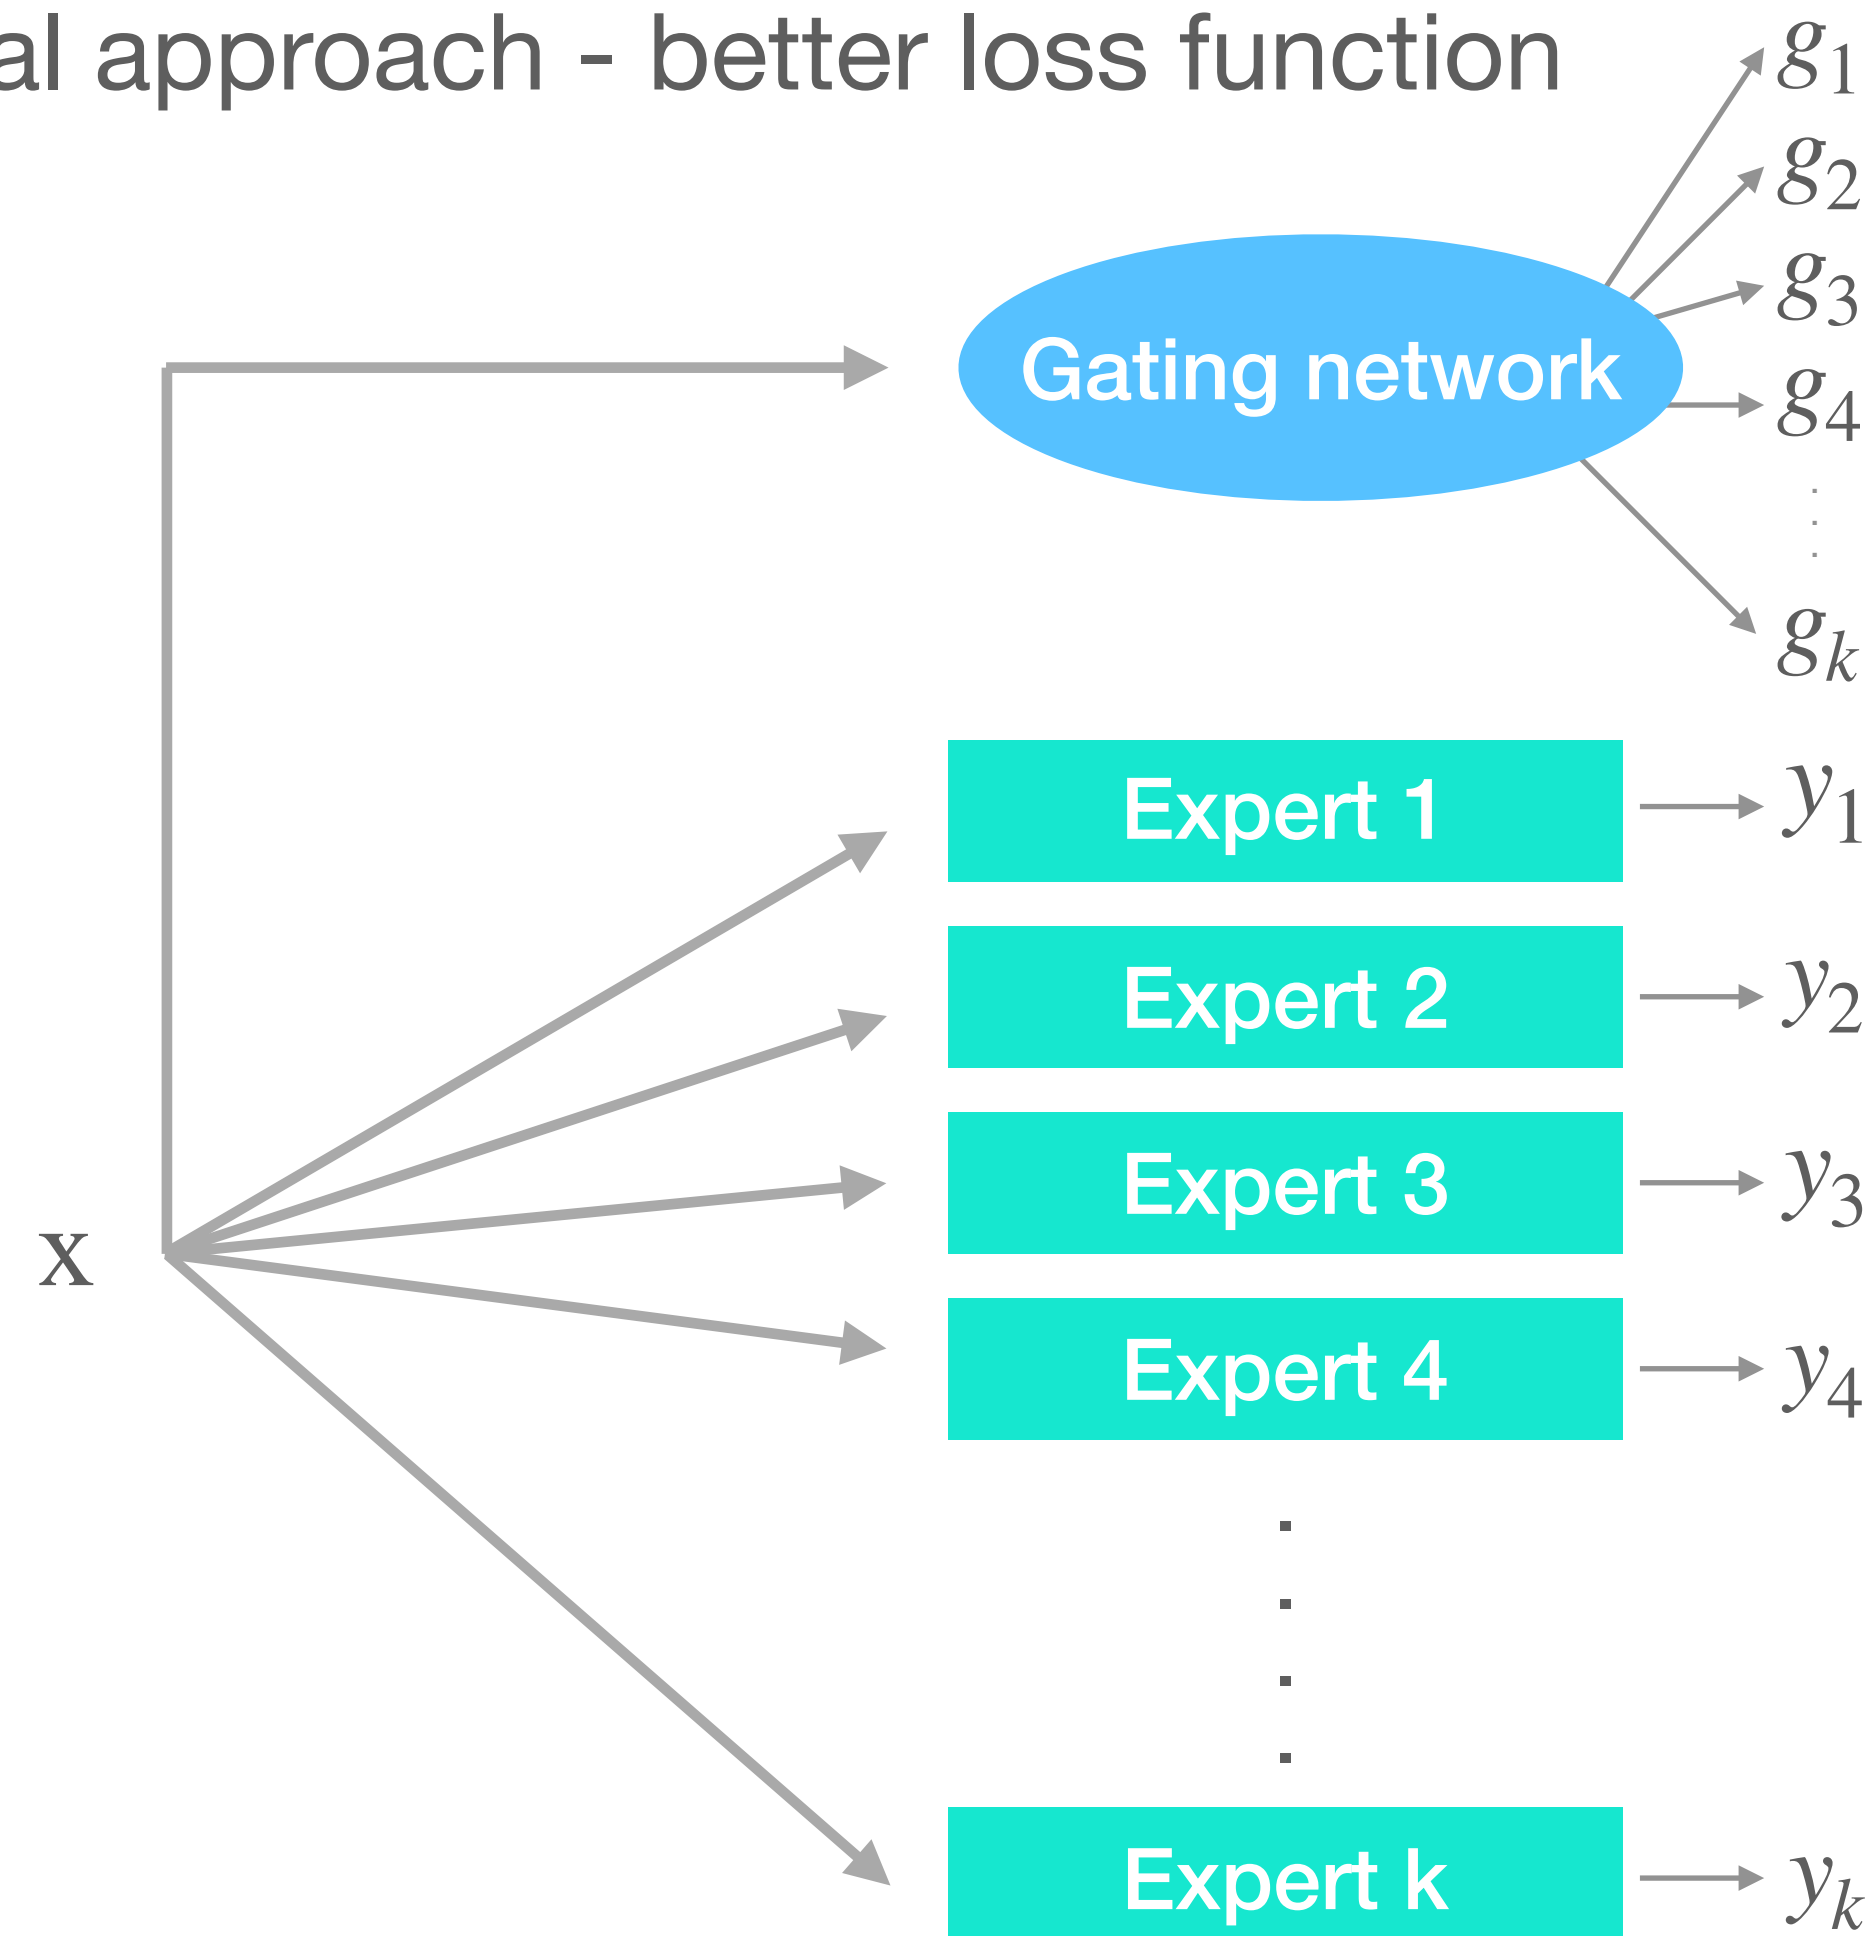 al approach - better loss function
g1
g2
g3
Gating network
g4
.
.
.
gk
Expert 1
y1
Expert 2
y2
Expert 3
y3
x
Expert 4
y4
.
.
.
.
Expert k
yk